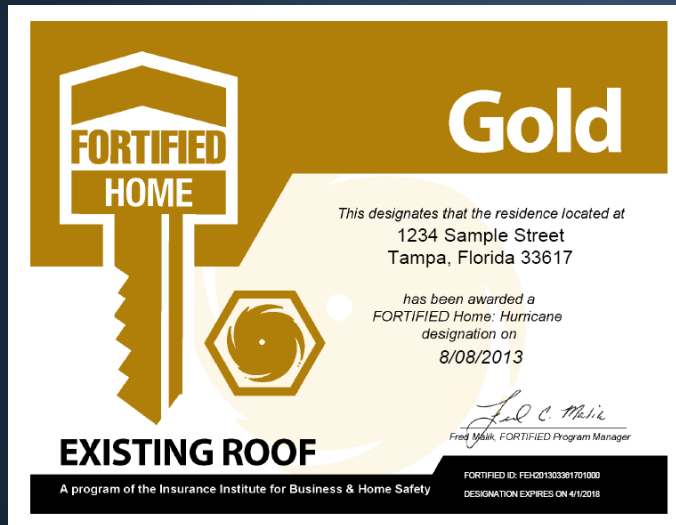 FORTIFIED
HOME
Gold
This designates that the residence located at
1234 Sample Street
Tampa, Florida 33617
has been awarded a
FORTIFIED Home: Hurricane
designation on
8/08/2013
Fred C. Malik
Fred Malik, FORTIFIED Program Manager
EXISTING ROOF
A program of the Insurance Institute for Business & Home Safety
FORTIFIED ID: FEH201303361701000
DESIGNATION EXPIRES ON 4/1/2018